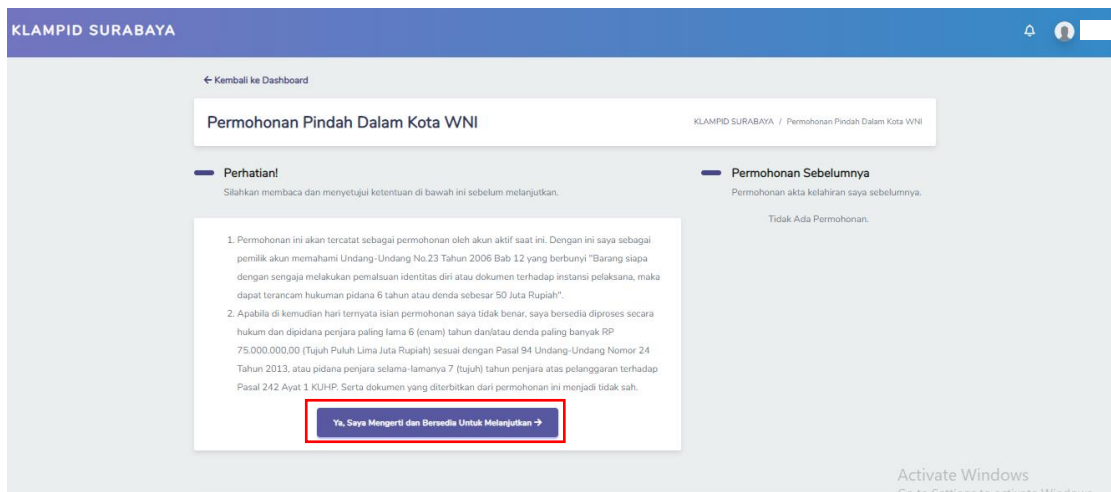 KLAMPID SURABAYA
← Kembali ke Dashboard
Permohonan Pindah Dalam Kota WNI
KLAMPID SURABAYA / Permohonan Pindah Dalam Kota WNI
Perhatian!
Silahkan membaca dan menyetujui ketentuan di bawah ini sebelum melanjutkan.
1. Permohonan ini akan tercatat sebagai permohonan oleh akun aktif saat ini. Dengan ini saya sebagai
pemilik akun memahami Undang-Undang No.23 Tahun 2006 Bab 12 yang berbunyi "Barang siapa
dengan sengaja melakukan pemalsuan identitas diri atau dokumen terhadap instansi pelaksana, maka
dapat terancam hukuman pidana 6 tahun atau denda sebesar 50 Juta Rupiah".
2. Apabila di kemudian hari ternyata isian permohonan saya tidak benar, saya bersedia diproses secara
hukum dan dipidana penjara paling lama 6 (enam) tahun dan/atau denda paling banyak RP
75.000.000,00 (Tujuh Puluh Lima Juta Rupiah) sesuai dengan Pasal 94 Undang-Undang Nomor 24
Tahun 2013, atau pidana penjara selama-lamanya 7 (tujuh) tahun penjara atas pelanggaran terhadap
Pasal 242 Ayat 1 KUHP. Serta dokumen yang diterbitkan dari permohonan ini menjadi tidak sah.
Ya, Saya Mengerti dan Bersedia Untuk Melanjutkan →
Permohonan Sebelumnya
Permohonan akta kelahiran saya sebelumnya.
Tidak Ada Permohonan.
Activate Windows
Go to Settings to activate Windows